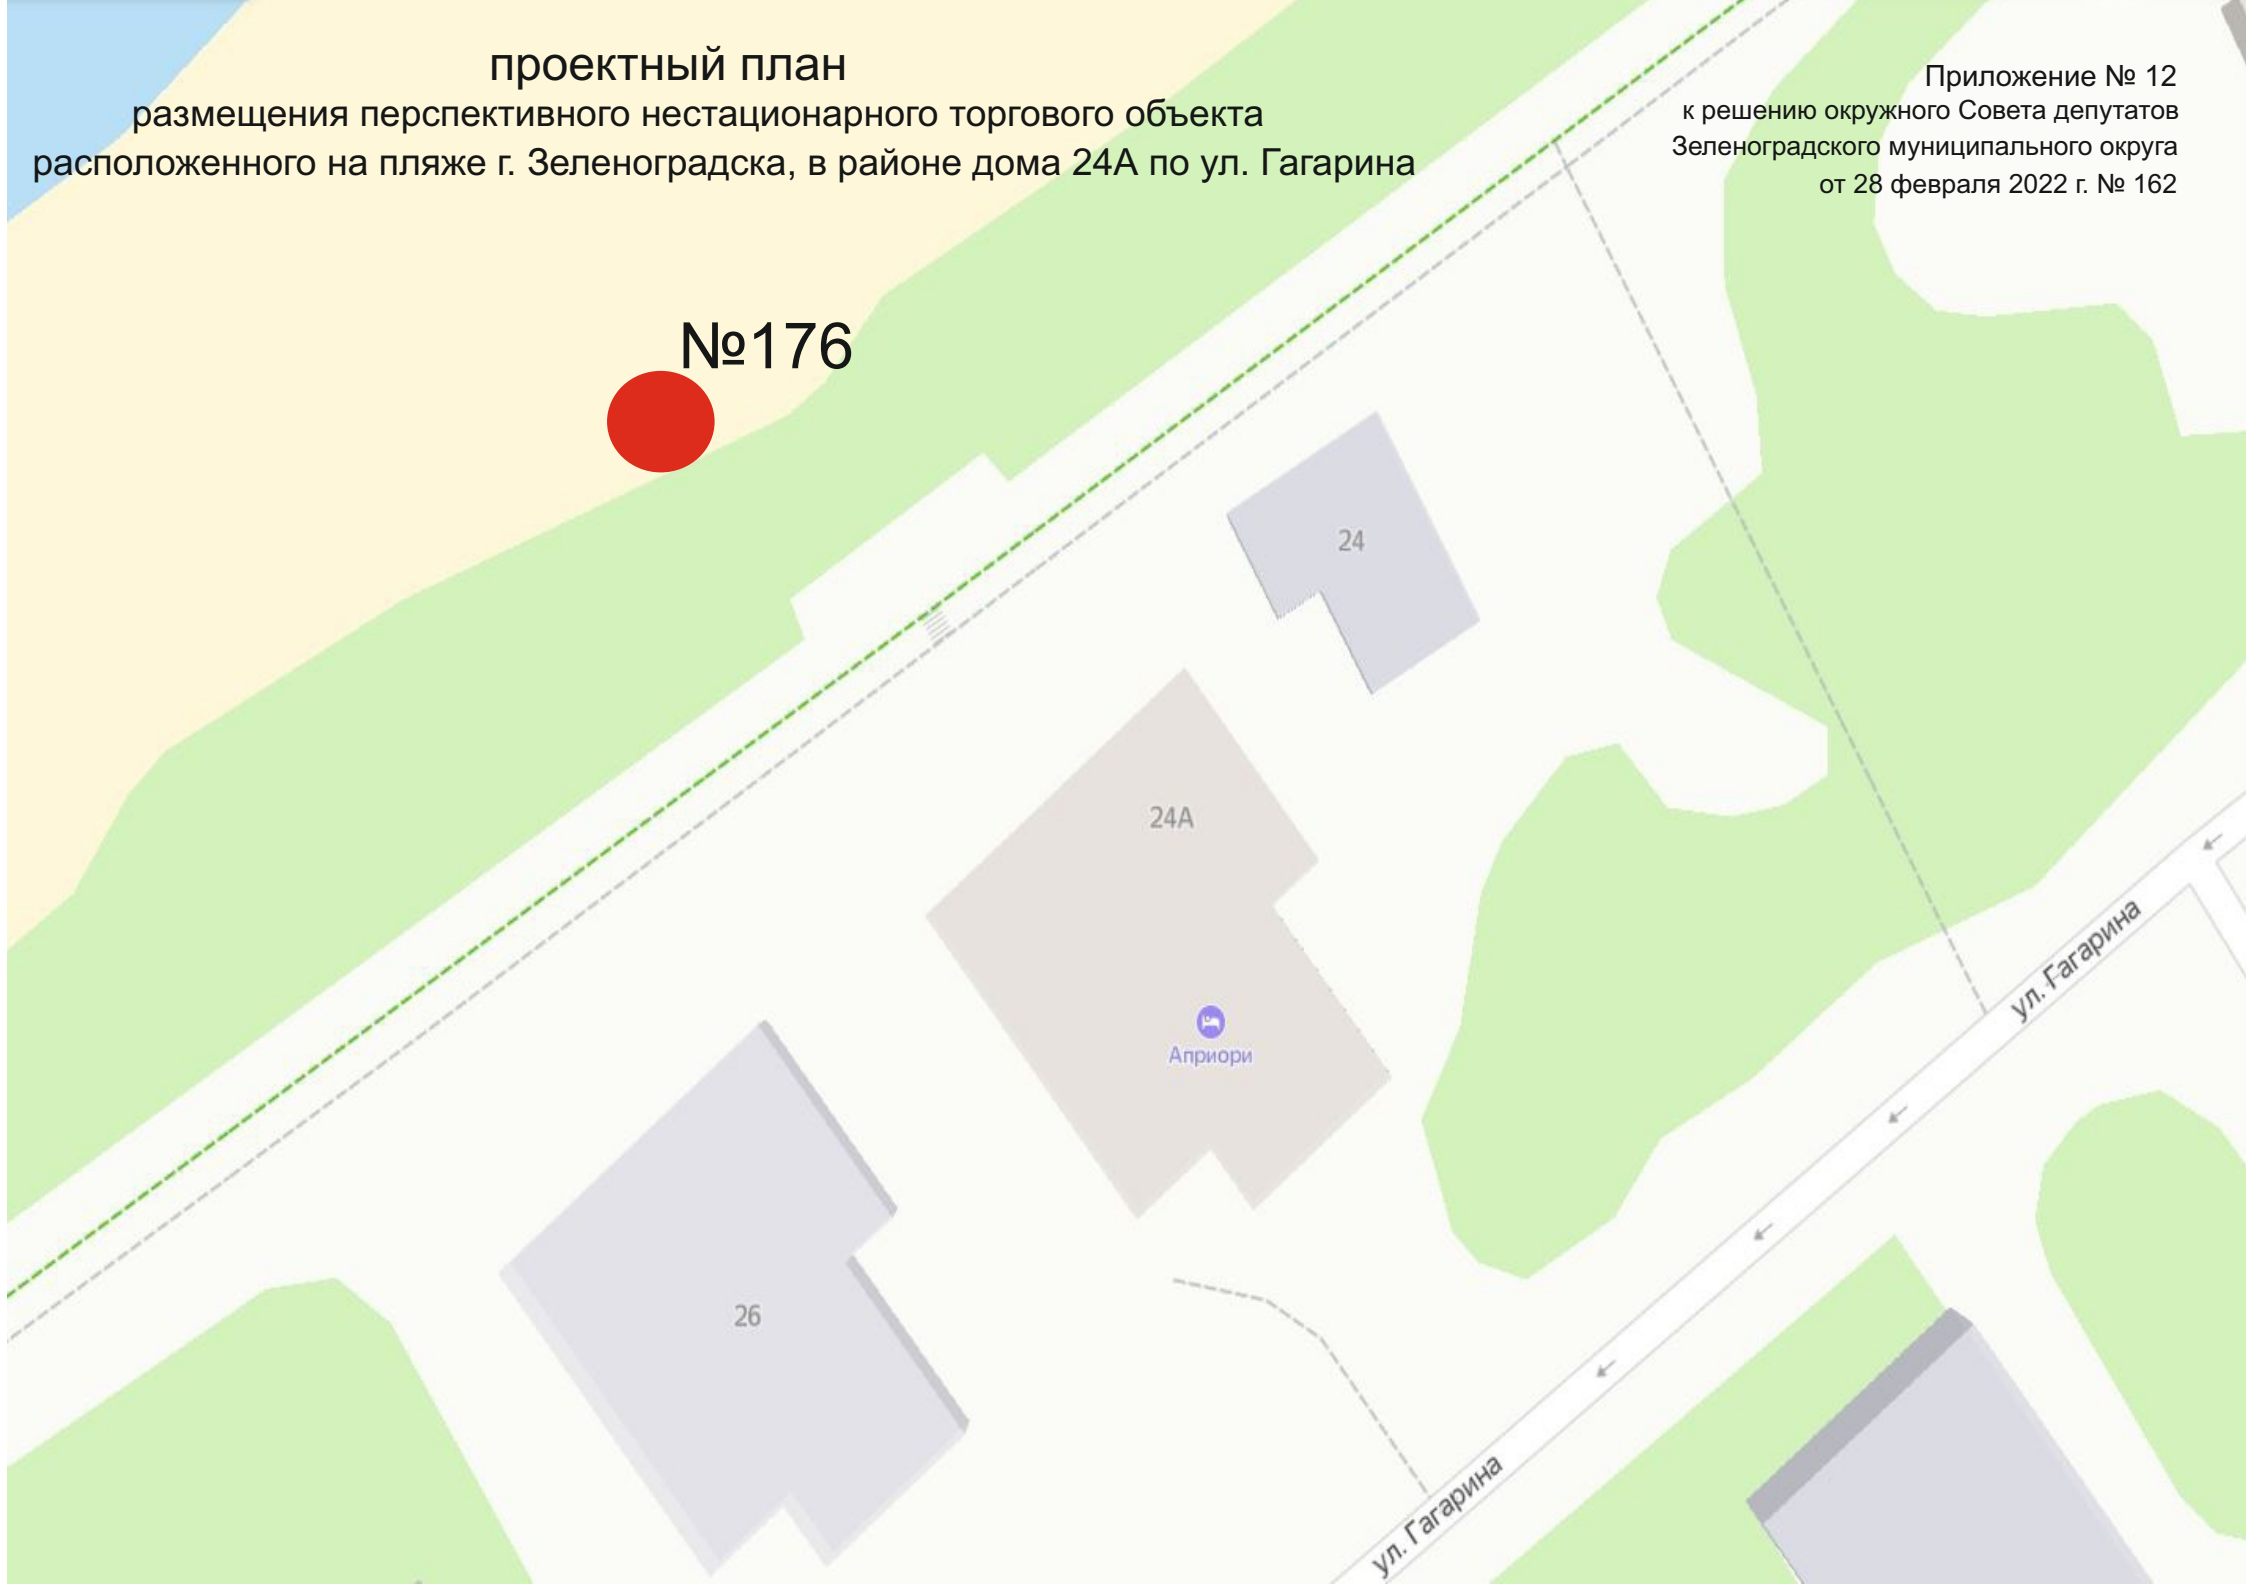 проектный план
размещения перспективного нестационарного торгового объекта
расположенного на пляже г. Зеленоградска, в районе дома 24А по ул. Гагарина
Приложение № 12
к решению окружного Совета депутатов
Зеленоградского муниципального округа
от 28 февраля 2022 г. № 162
№176
24
24А
Априори
26
ул. Гагарина
ул. Гагарина